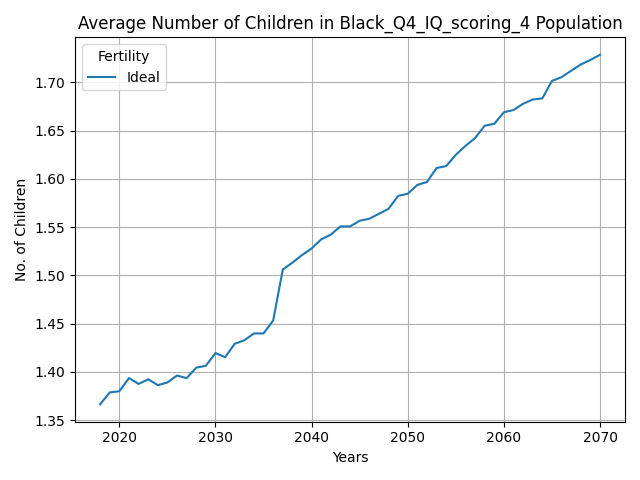 Average Number of Children in Black_Q4_IQ_scoring_4 Population
Fertility
Ideal
No. of Children
1.70
1.65
1.60
1.55
1.50
1.45
1.40
1.35
2020 2030 2040 2050 2060 2070
Years